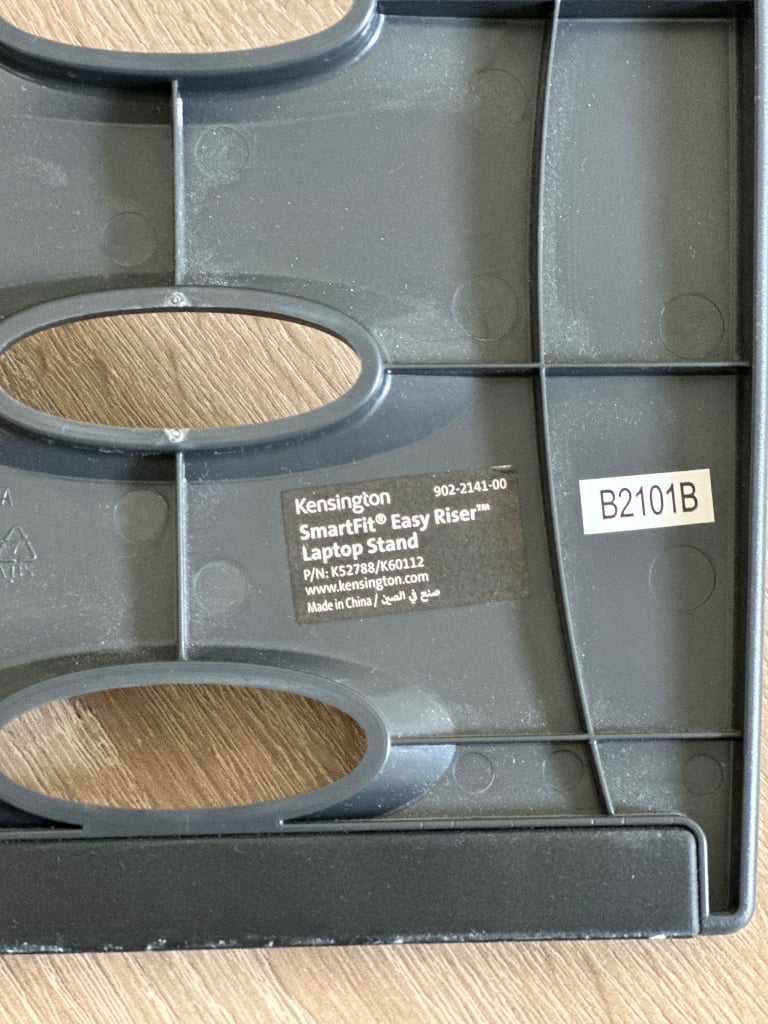 Kensington 902-2141-00
SmartFit® Easy Riser™
Laptop Stand
P/N: K52788/K60112
www.kensington.com
Made in China / صنع في الصين
B2101B
A